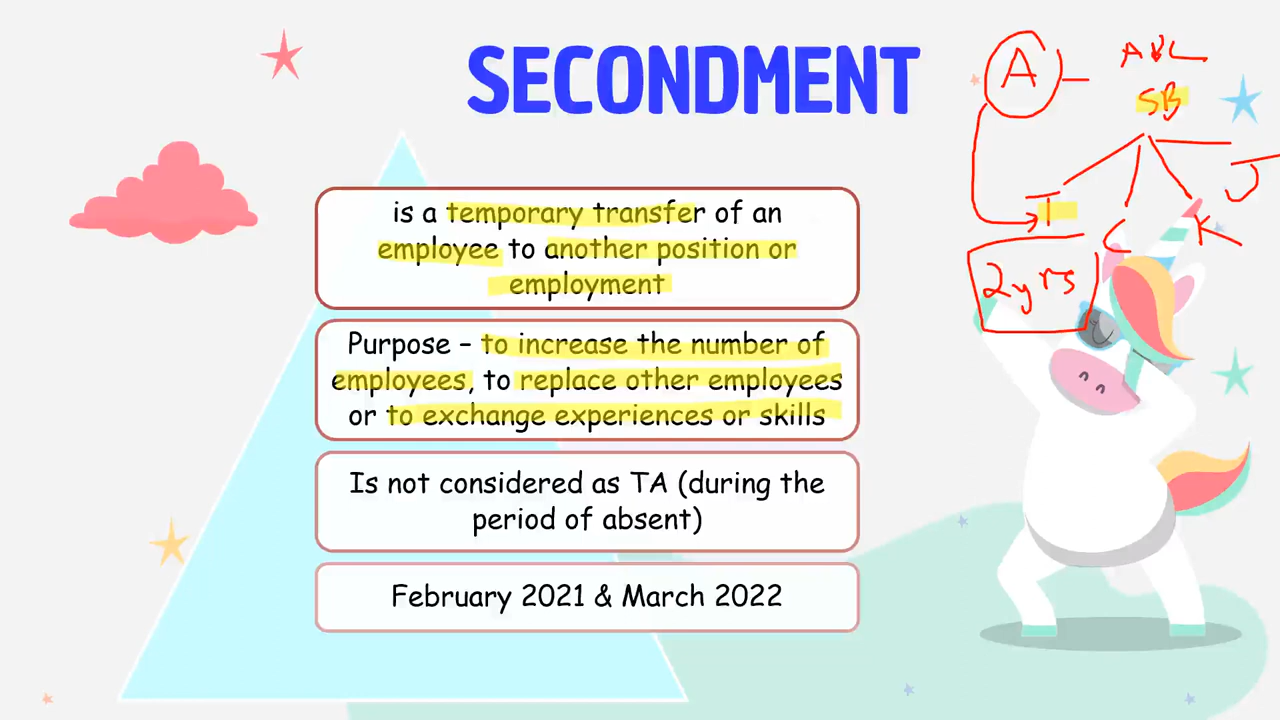 SECONDMENT
is a temporary transfer of an
employee to another position or
employment
Purpose – to increase the number of
employees, to replace other employees
or to exchange experiences or skills
Is not considered as TA (during the
period of absent)
February 2021 & March 2022
A
SB
T
C
K
J
2yrs